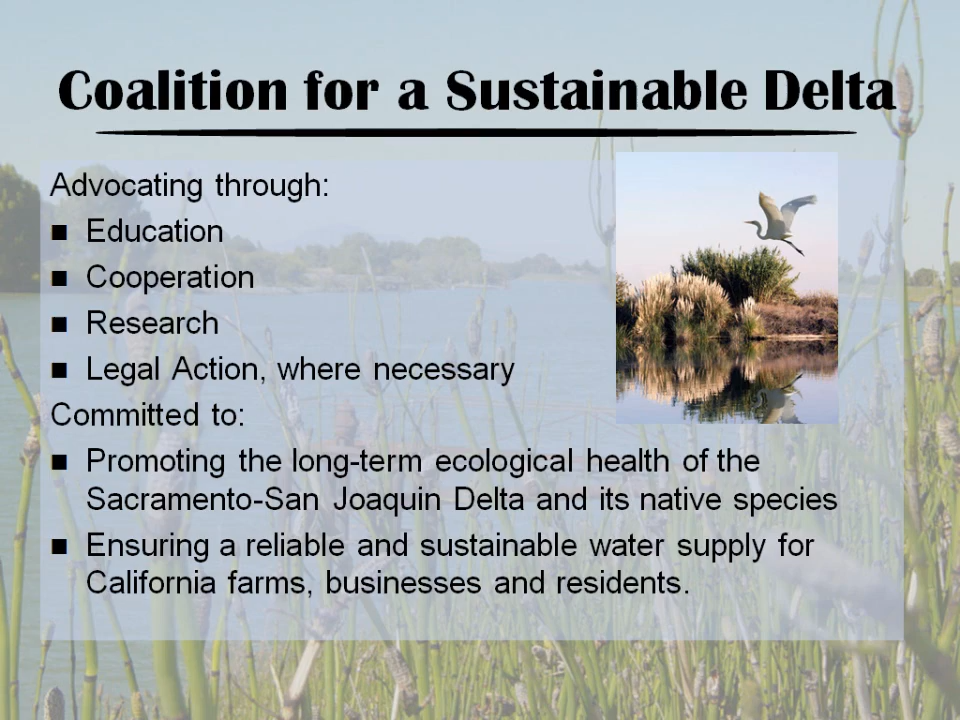 Coalition for a Sustainable Delta
Advocating through:
■ Education
■ Cooperation
■ Research
■ Legal Action, where necessary
Committed to:
■ Promoting the long-term ecological health of the
Sacramento-San Joaquin Delta and its native species
■ Ensuring a reliable and sustainable water supply for
California farms, businesses and residents.